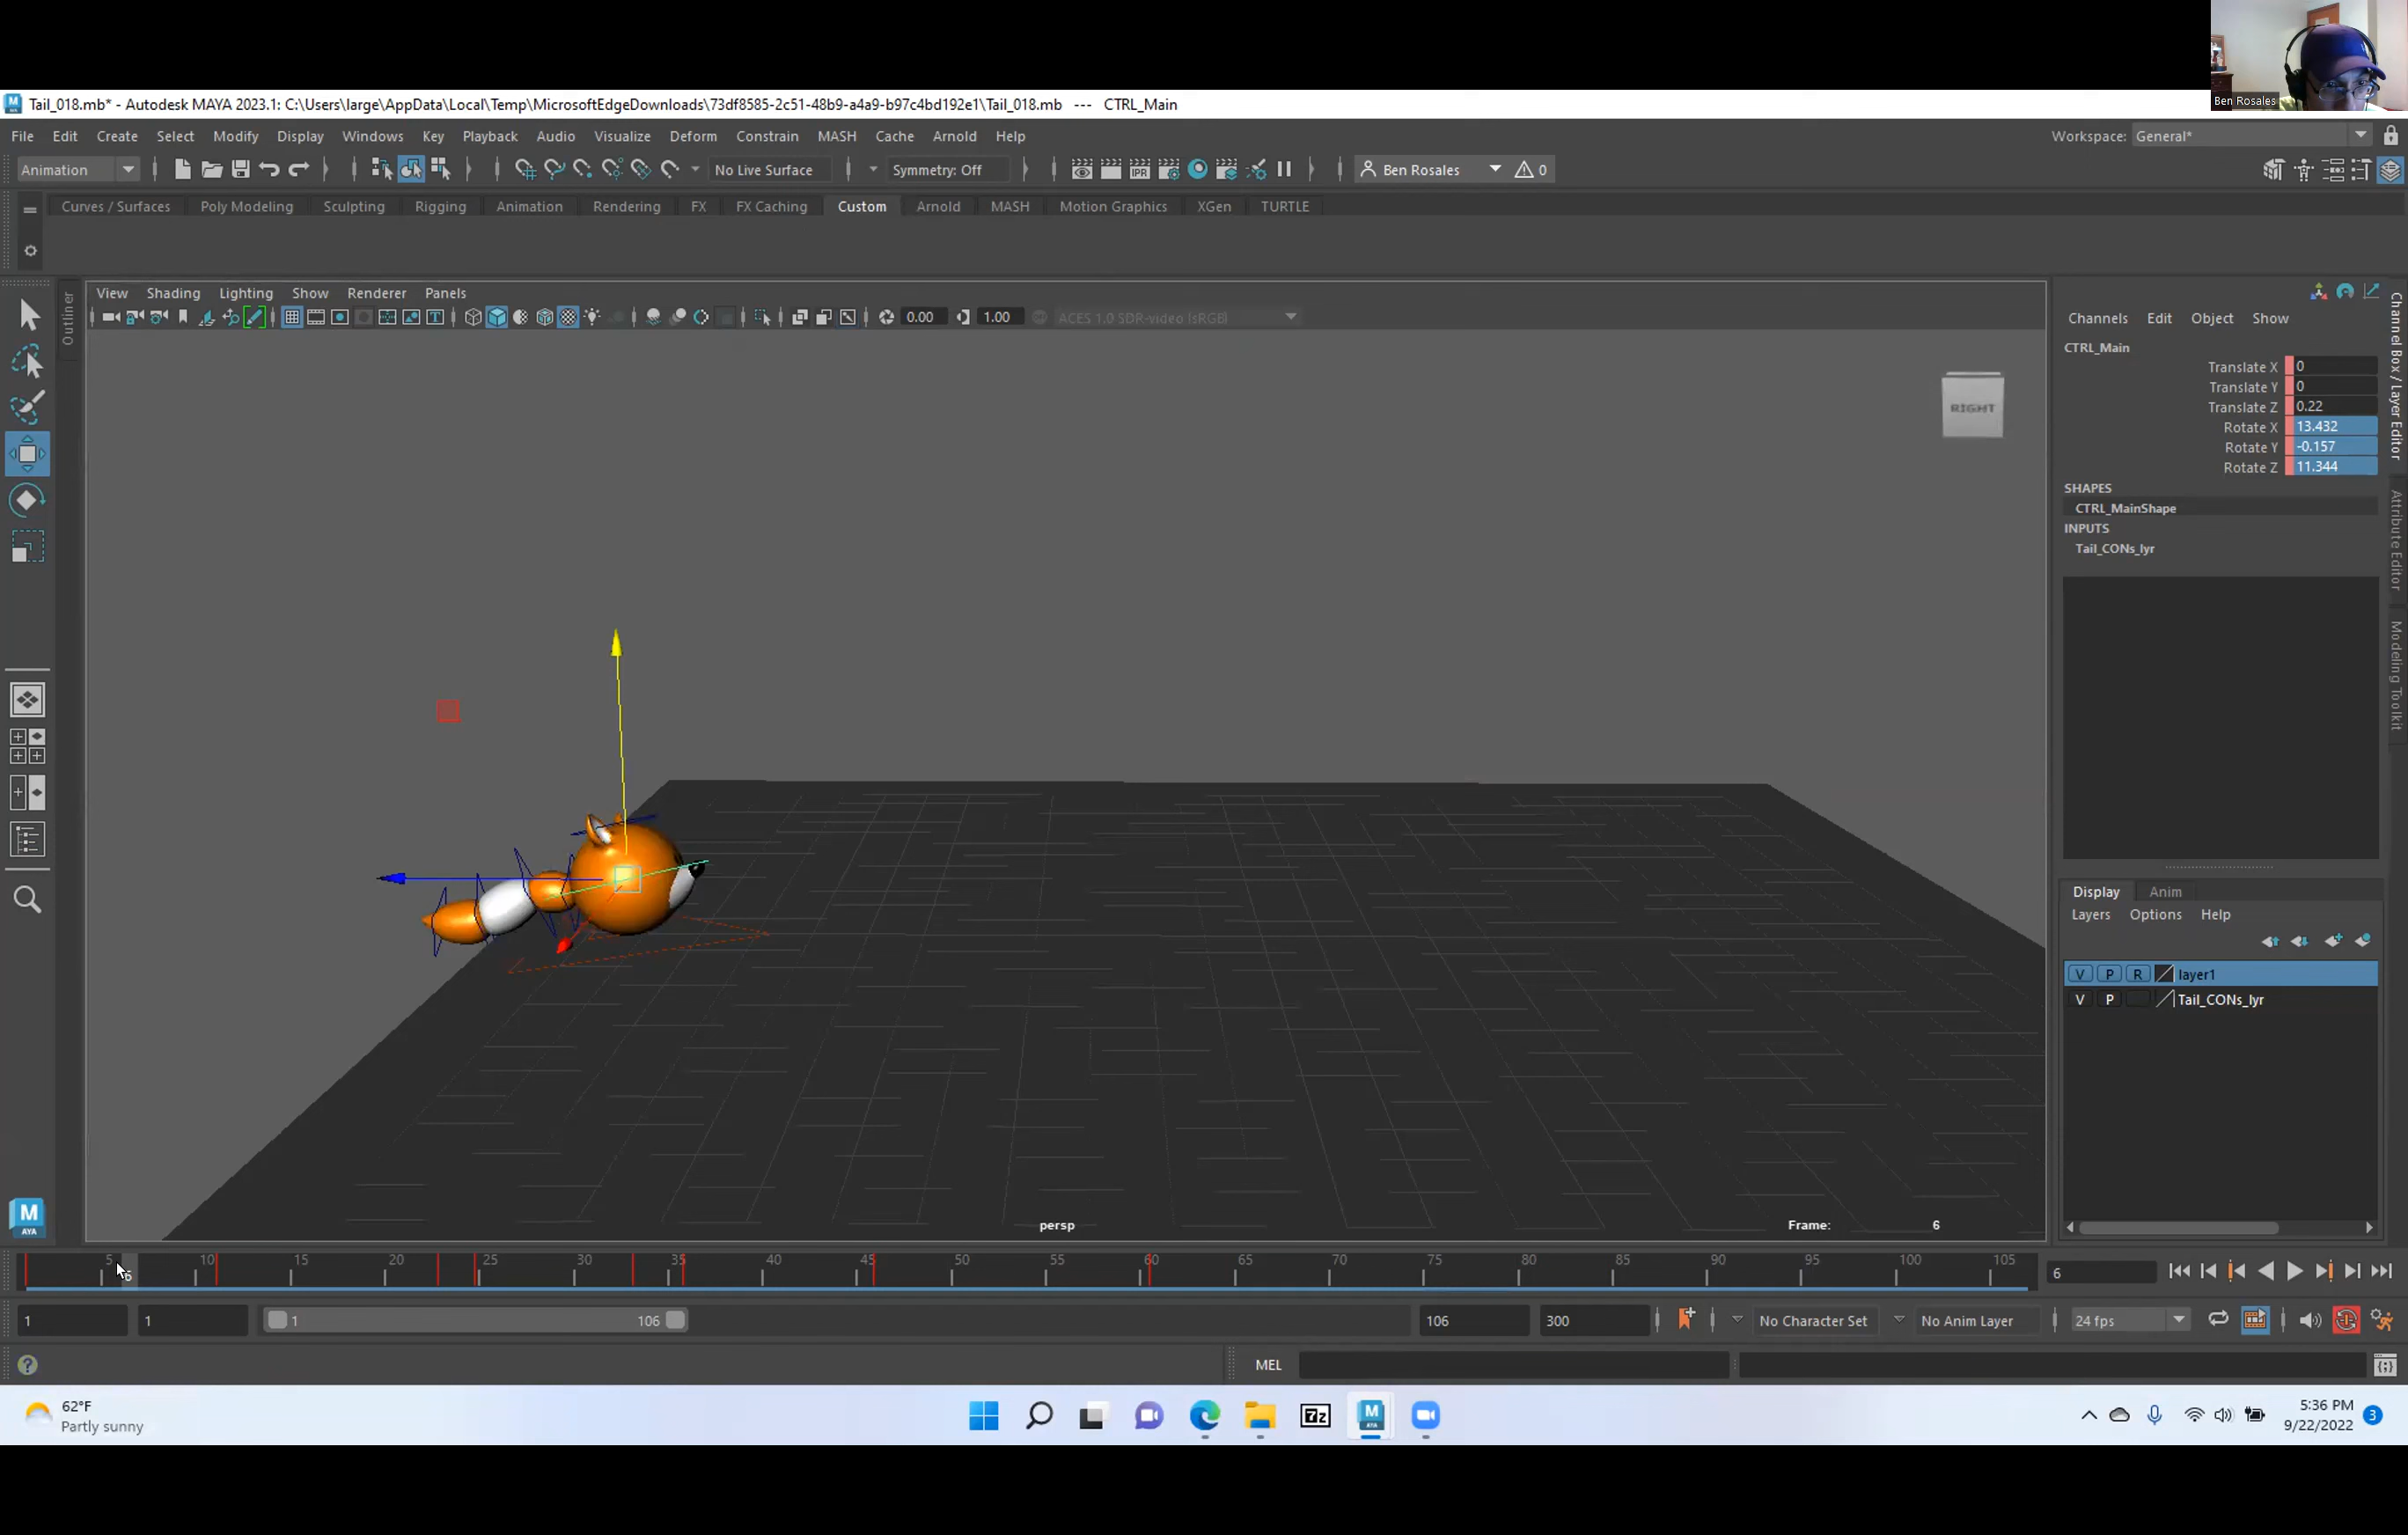 Ben Rosales
Tail_018.mb* - Autodesk MAYA 2023.1: C:\Users\large\AppData\Local\Temp\MicrosoftEdgeDownloads\73df8585-2c51-48b9-a4a9-b97c4bd192e1\Tail_018.mb --- CTRL_Main
File Edit Create Select Modify Display Windows Key Playback Audio Visualize Deform Constrain MASH Cache Arnold Help Workspace: General*
Animation No Live Surface Symmetry: Off IPR Ben Rosales 0
Curves / Surfaces Poly Modeling Sculpting Rigging Animation Rendering FX FX Caching Custom Arnold MASH Motion Graphics XGen TURTLE
Outliner
View Shading Lighting Show Renderer Panels
0.00 1.00 ACES 1.0 SDR-video (sRGB)
RIGHT
Channels Edit Object Show
CTRL_Main
Translate X 0
Translate Y 0
Translate Z 0.22
Rotate X 13.432
Rotate Y -0.157
Rotate Z 11.344
SHAPES
CTRL_MainShape
INPUTS
Tail_CONs_lyr
Channel Box / Layer Editor
Attribute Editor
Modeling Toolkit
Display Anim
Layers Options Help
V P R layer1
V P Tail_CONs_lyr
M
AYA
persp Frame: 6
5 10 15 20 25 30 35 40 45 50 55 60 65 70 75 80 85 90 95 100 105
6
6
1 1 1 106 106 300 No Character Set No Anim Layer 24 fps
MEL
62°F
Partly sunny
7z
M
AYA
5:36 PM
9/22/2022
3